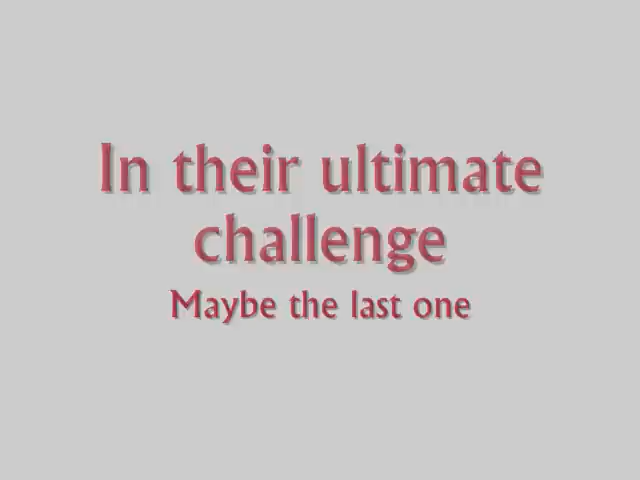 In their ultimate
challenge
Maybe the last one